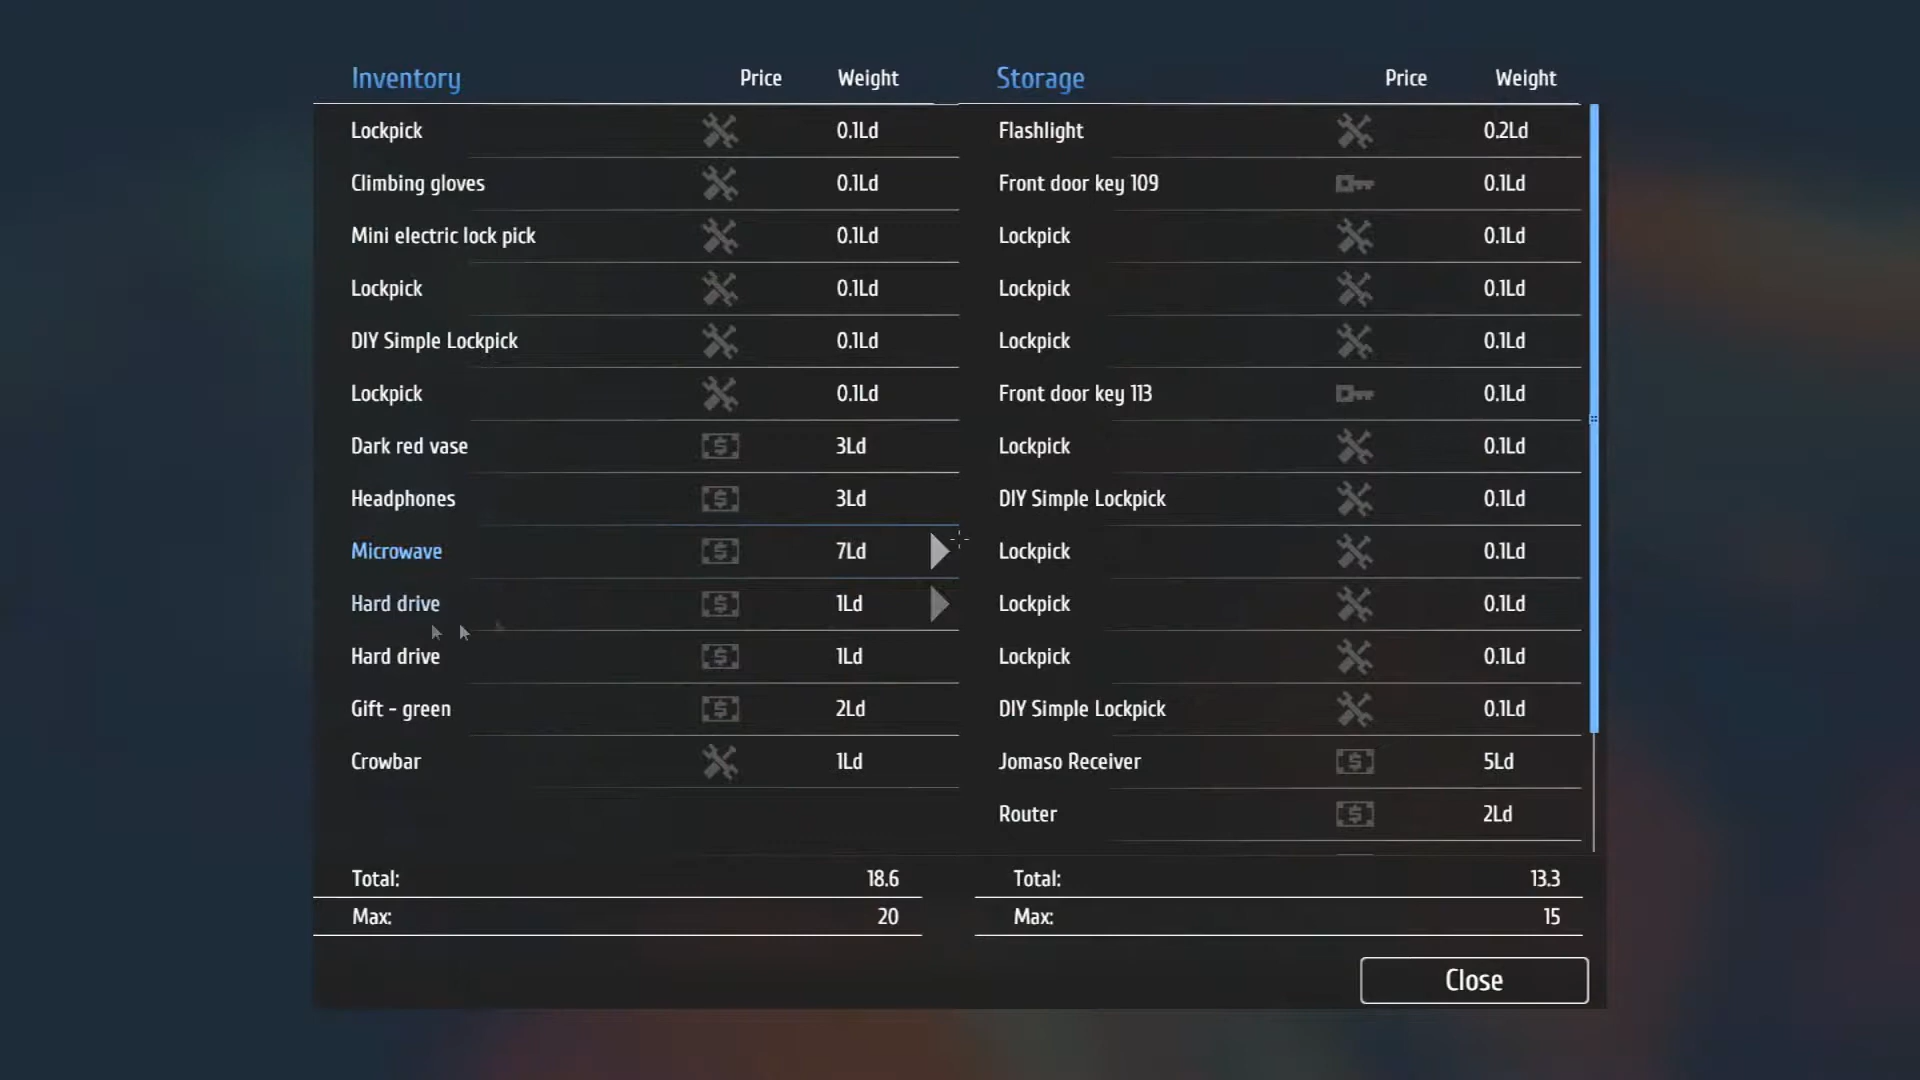 Inventory Price Weight
Lockpick 0.1Ld
Climbing gloves 0.1Ld
Mini electric lock pick 0.1Ld
Lockpick 0.1Ld
DIY Simple Lockpick 0.1Ld
Lockpick 0.1Ld
Dark red vase 3Ld
Headphones 3Ld
Microwave 7Ld
Hard drive 1Ld
Hard drive 1Ld
Gift - green 2Ld
Crowbar 1Ld
Total: 18.6
Max: 20
Storage Price Weight
Flashlight 0.2Ld
Front door key 109 0.1Ld
Lockpick 0.1Ld
Lockpick 0.1Ld
Lockpick 0.1Ld
Front door key 113 0.1Ld
Lockpick 0.1Ld
DIY Simple Lockpick 0.1Ld
Lockpick 0.1Ld
Lockpick 0.1Ld
Lockpick 0.1Ld
DIY Simple Lockpick 0.1Ld
Jomaso Receiver 5Ld
Router 2Ld
Total: 13.3
Max: 15
Close